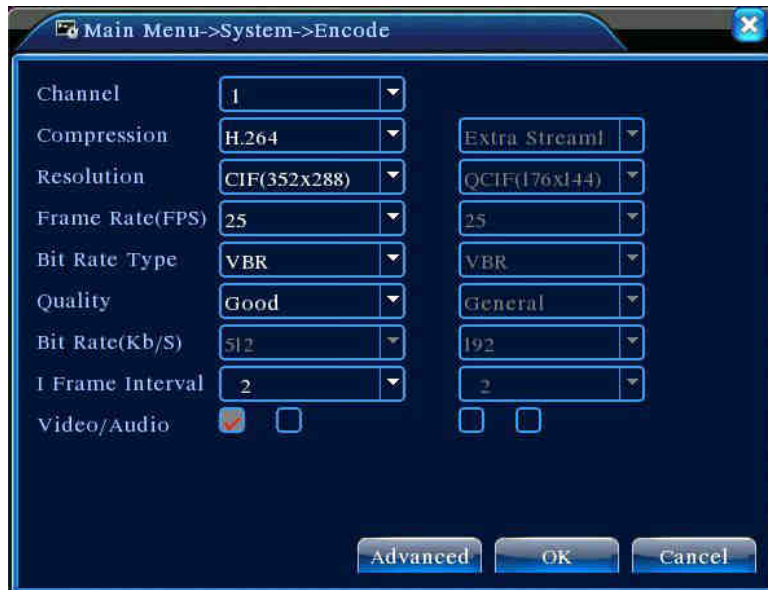 Main Menu->System->Encode
Channel 1
Compression H.264 Extra Stream1
Resolution CIF(352x288) QCIF(176x144)
Frame Rate(FPS) 25 25
Bit Rate Type VBR VBR
Quality Good General
Bit Rate(Kb/S) 512 192
I Frame Interval 2 2
Video/Audio
Advanced OK Cancel